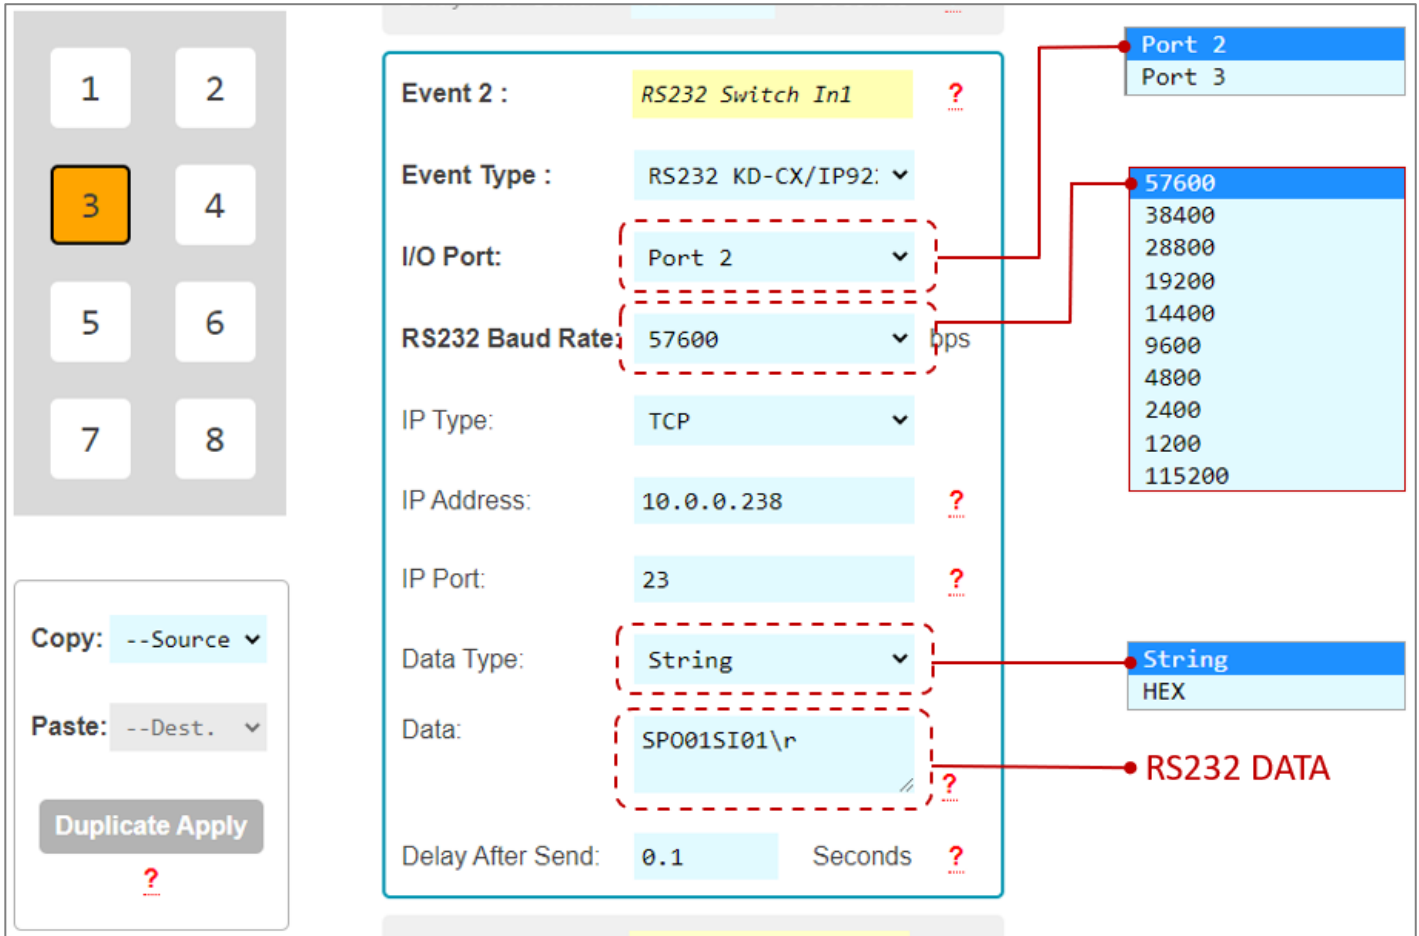 1 2
3 4
5 6
7 8
Copy: --Source
Paste: --Dest.
Duplicate Apply
?
Event 2 : RS232 Switch In1 ?
Event Type : RS232 KD-CX/IP92
I/O Port: Port 2
RS232 Baud Rate: 57600 bps
IP Type: TCP
IP Address: 10.0.0.238 ?
IP Port: 23 ?
Data Type: String
Data: SPO01SI01\r ?
Delay After Send: 0.1 Seconds ?
Port 2
Port 3
57600
38400
28800
19200
14400
9600
4800
2400
1200
115200
String
HEX
RS232 DATA